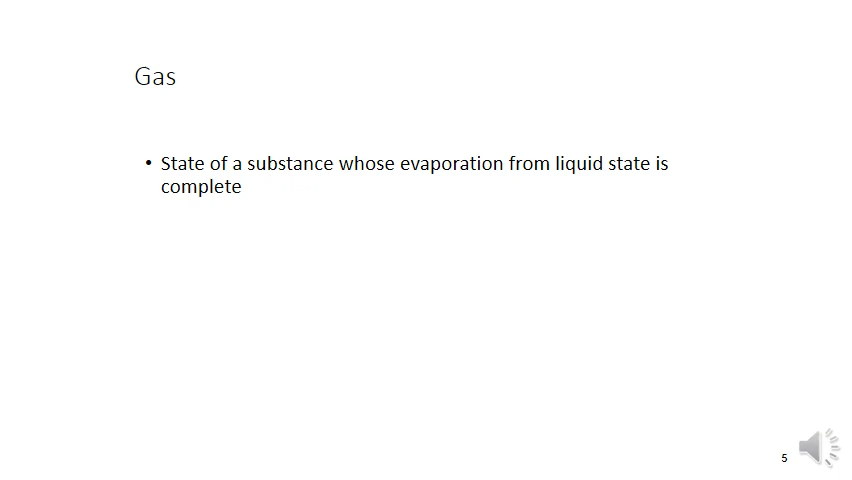 Gas
• State of a substance whose evaporation from liquid state is
complete
5